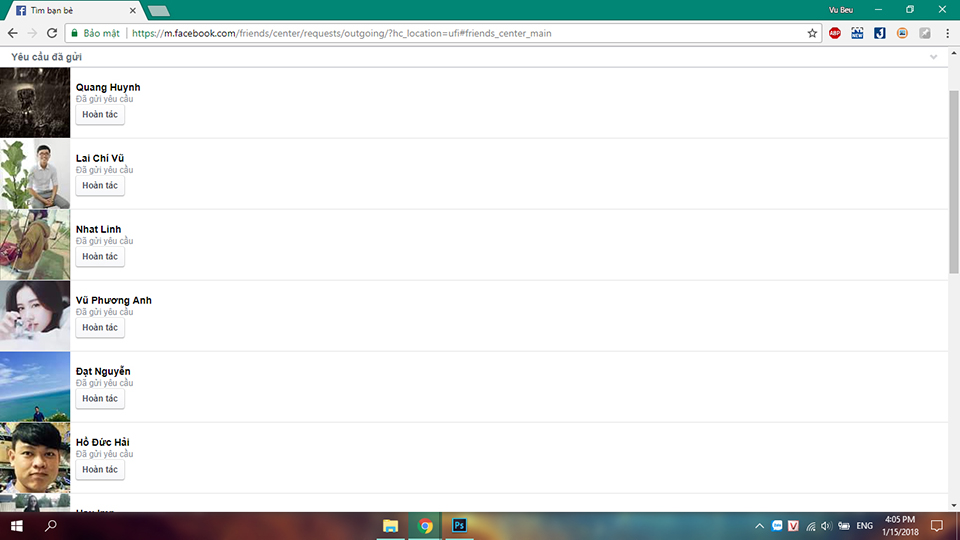 Tìm bạn bè
Vu Beu
Bảo mật
https://m.facebook.com/friends/center/requests/outgoing/?hc_location=ufi#friends_center_main
ABP
NEW
Yêu cầu đã gửi
Quang Huynh
Đã gửi yêu cầu
Hoàn tác
Lai Chí Vũ
Đã gửi yêu cầu
Hoàn tác
Nhat Linh
Đã gửi yêu cầu
Hoàn tác
Vũ Phương Anh
Đã gửi yêu cầu
Hoàn tác
Đạt Nguyễn
Đã gửi yêu cầu
Hoàn tác
Hồ Đức Hải
Đã gửi yêu cầu
Hoàn tác
Ps
V
ENG
4:05 PM
1/15/2018